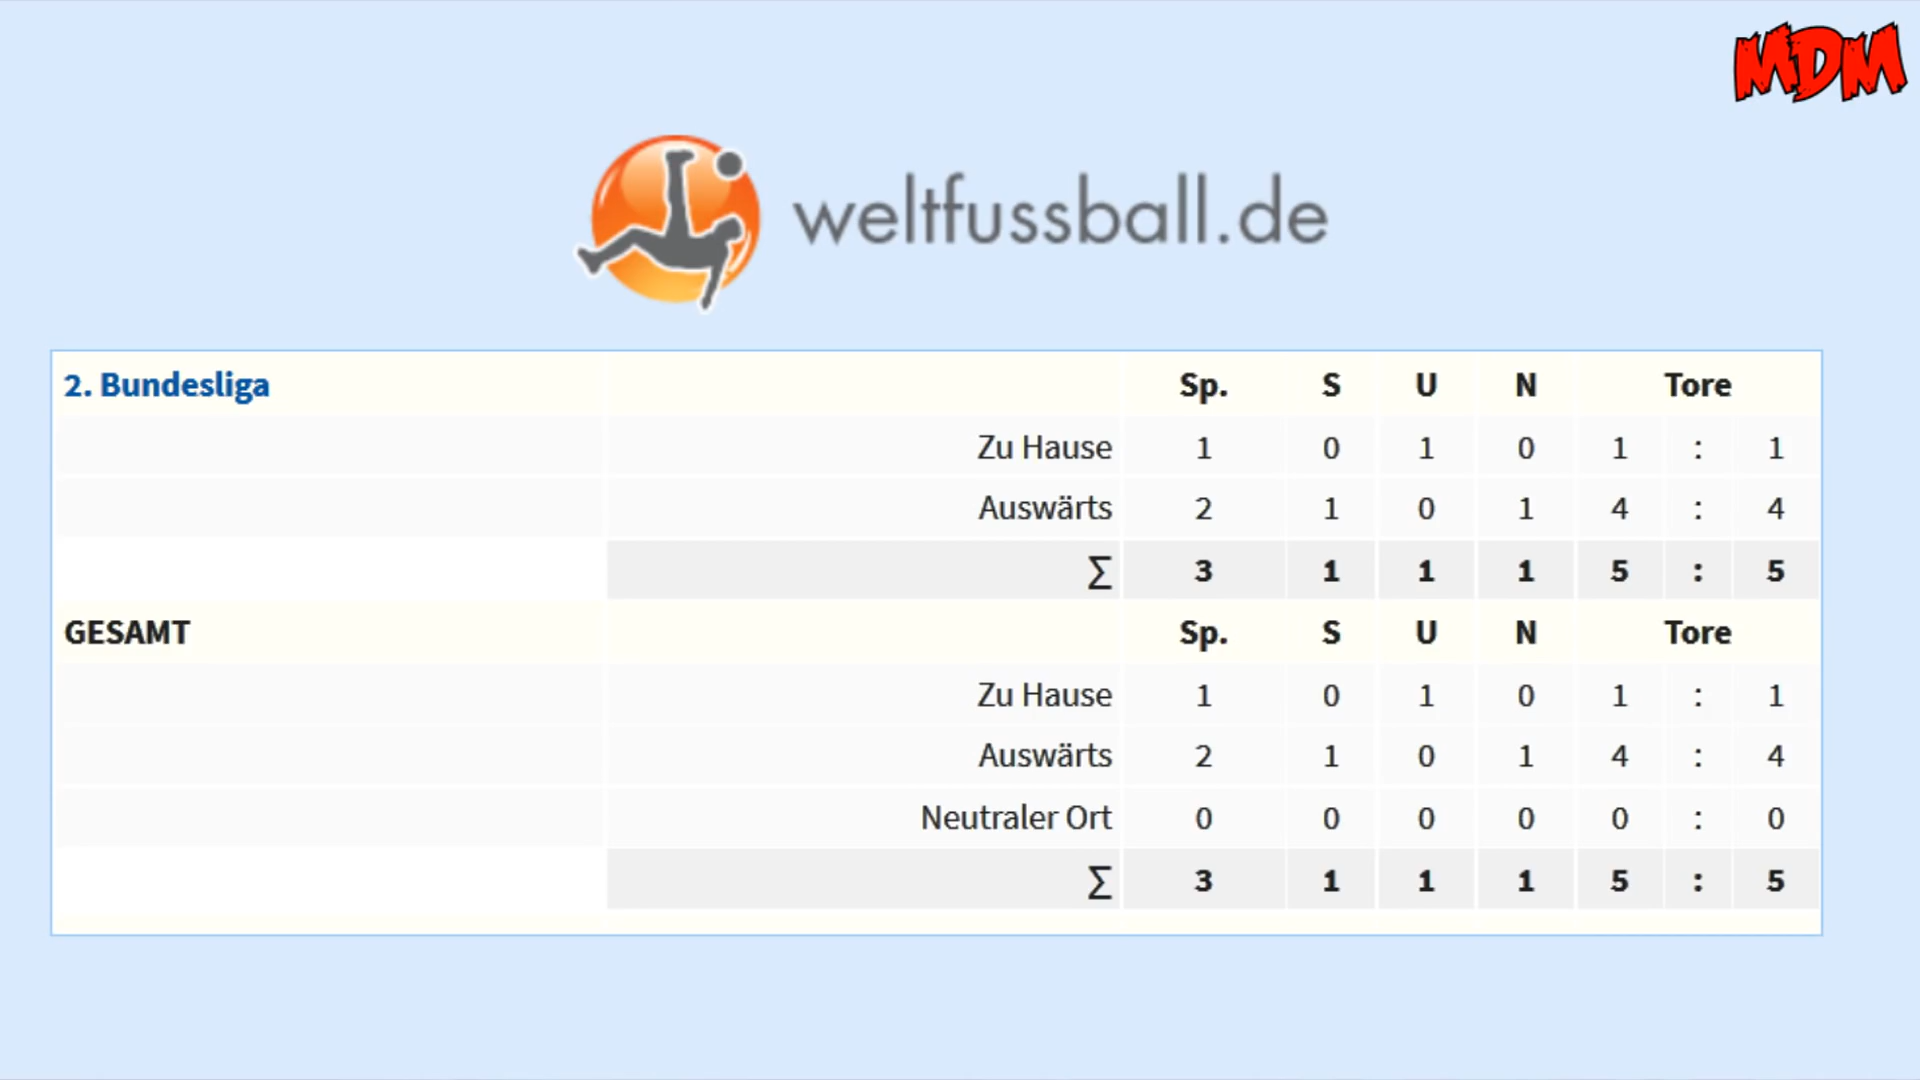 MDM
weltfussball.de
2. Bundesliga Sp. S U N Tore
Zu Hause 1 0 1 0 1 : 1
Auswärts 2 1 0 1 4 : 4
∑ 3 1 1 1 5 : 5
GESAMT Sp. S U N Tore
Zu Hause 1 0 1 0 1 : 1
Auswärts 2 1 0 1 4 : 4
Neutraler Ort 0 0 0 0 0 : 0
∑ 3 1 1 1 5 : 5